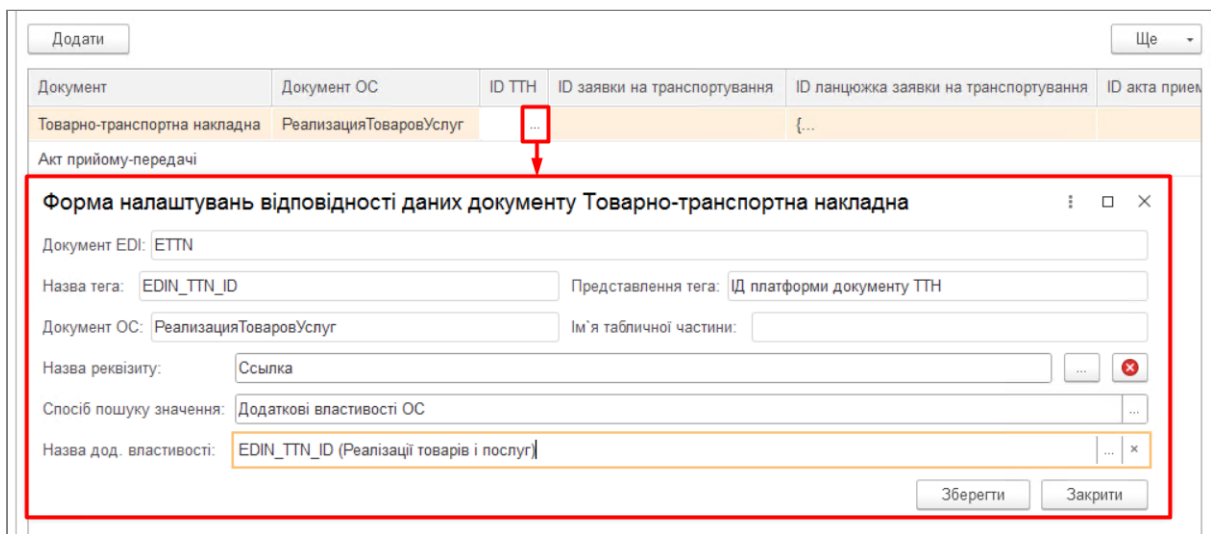 Додати
Ще
Документ Документ ОС ID ТТН ID заявки на транспортування ID ланцюжка заявки на транспортування ID акта прием
Товарно-транспортна накладна РеализацияТоваровУслуг ... {...
Акт прийому-передачі
Форма налаштувань відповідності даних документу Товарно-транспортна накладна
Документ EDI: ETTN
Назва тега: EDIN_TTN_ID Представлення тега: ІД платформи документу ТТН
Документ ОС: РеализацияТоваровУслуг Ім`я табличної частини:
Назва реквізиту: Ссылка ...
Спосіб пошуку значення: Додаткові властивості ОС ...
Назва дод. властивості: EDIN_TTN_ID (Реалізації товарів і послуг) ... ×
Зберегти Закрити